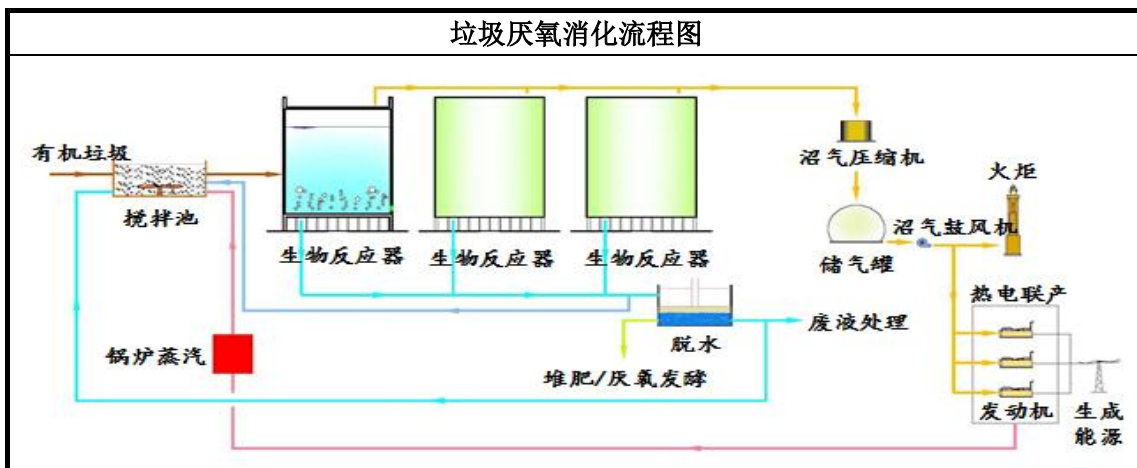 垃圾厌氧消化流程图
有机垃圾
搅拌池
生物反应器
生物反应器
生物反应器
沼气压缩机
储气罐
沼气鼓风机
火炬
热电联产
发动机
生成
能源
脱水
废液处理
堆肥/厌氧发酵
锅炉蒸汽